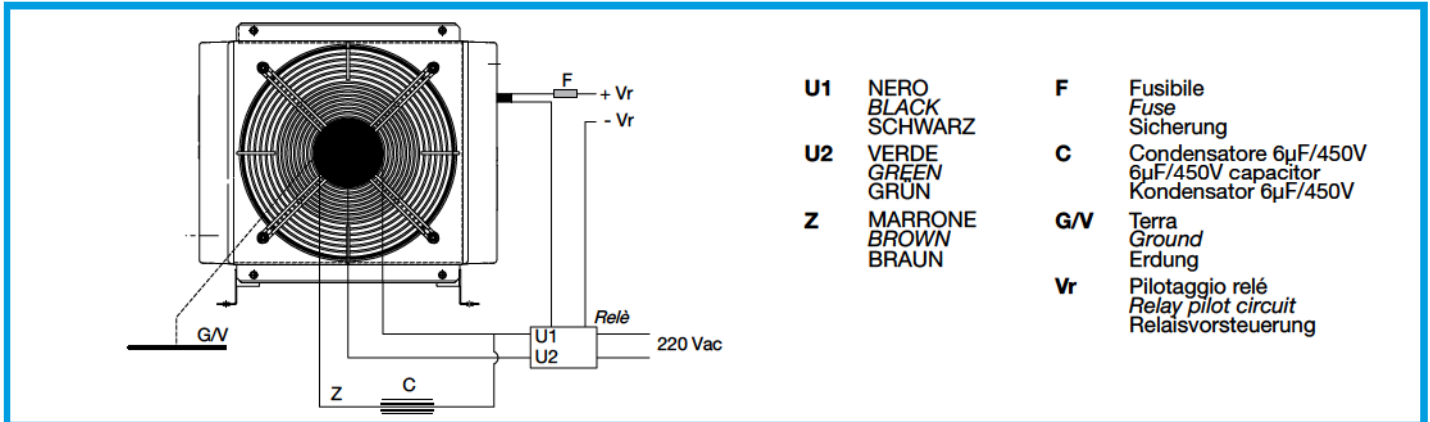 F
+ Vr
- Vr
G/V
Relè
U1
U2
220 Vac
Z
C
U1 NERO
BLACK
SCHWARZ
U2 VERDE
GREEN
GRÜN
Z MARRONE
BROWN
BRAUN
F Fusibile
Fuse
Sicherung
C Condensatore 6µF/450V
6µF/450V capacitor
Kondensator 6µF/450V
G/V Terra
Ground
Erdung
Vr Pilotaggio relé
Relay pilot circuit
Relaisvorsteuerung